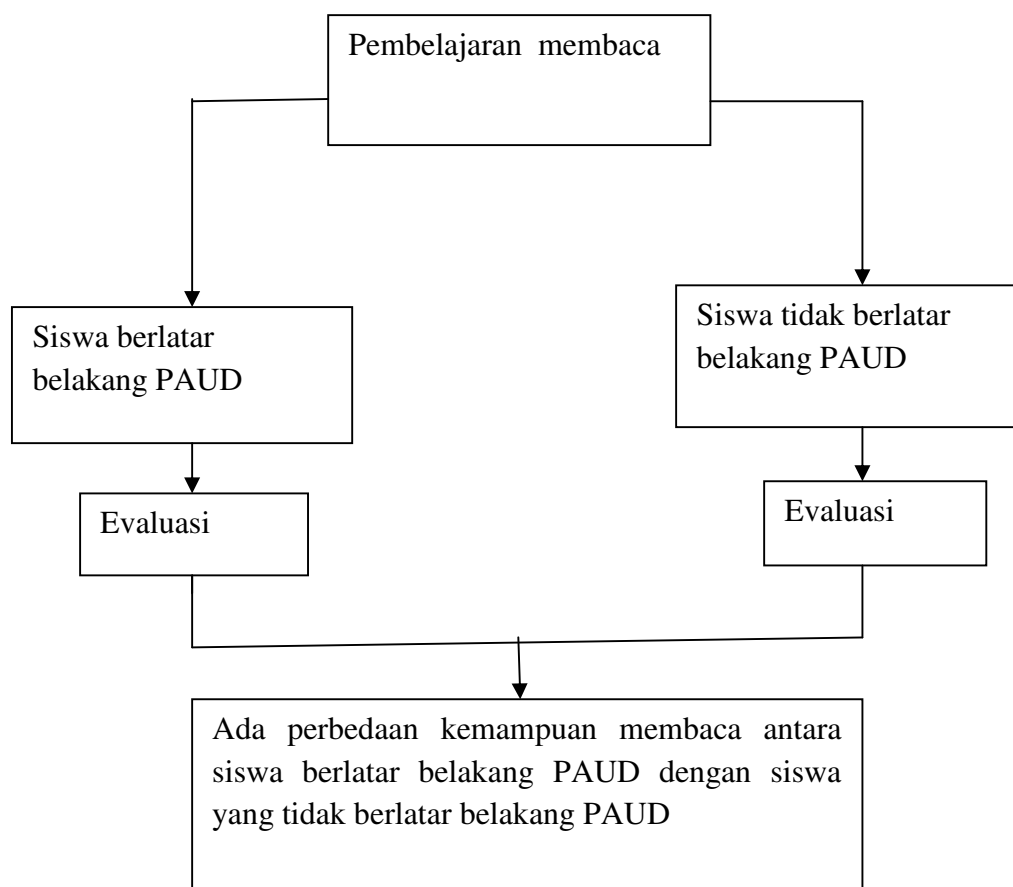 Pembelajaran membaca
Siswa berlatar
belakang PAUD
Siswa tidak berlatar
belakang PAUD
Evaluasi
Evaluasi
Ada perbedaan kemampuan membaca antara
siswa berlatar belakang PAUD dengan siswa
yang tidak berlatar belakang PAUD